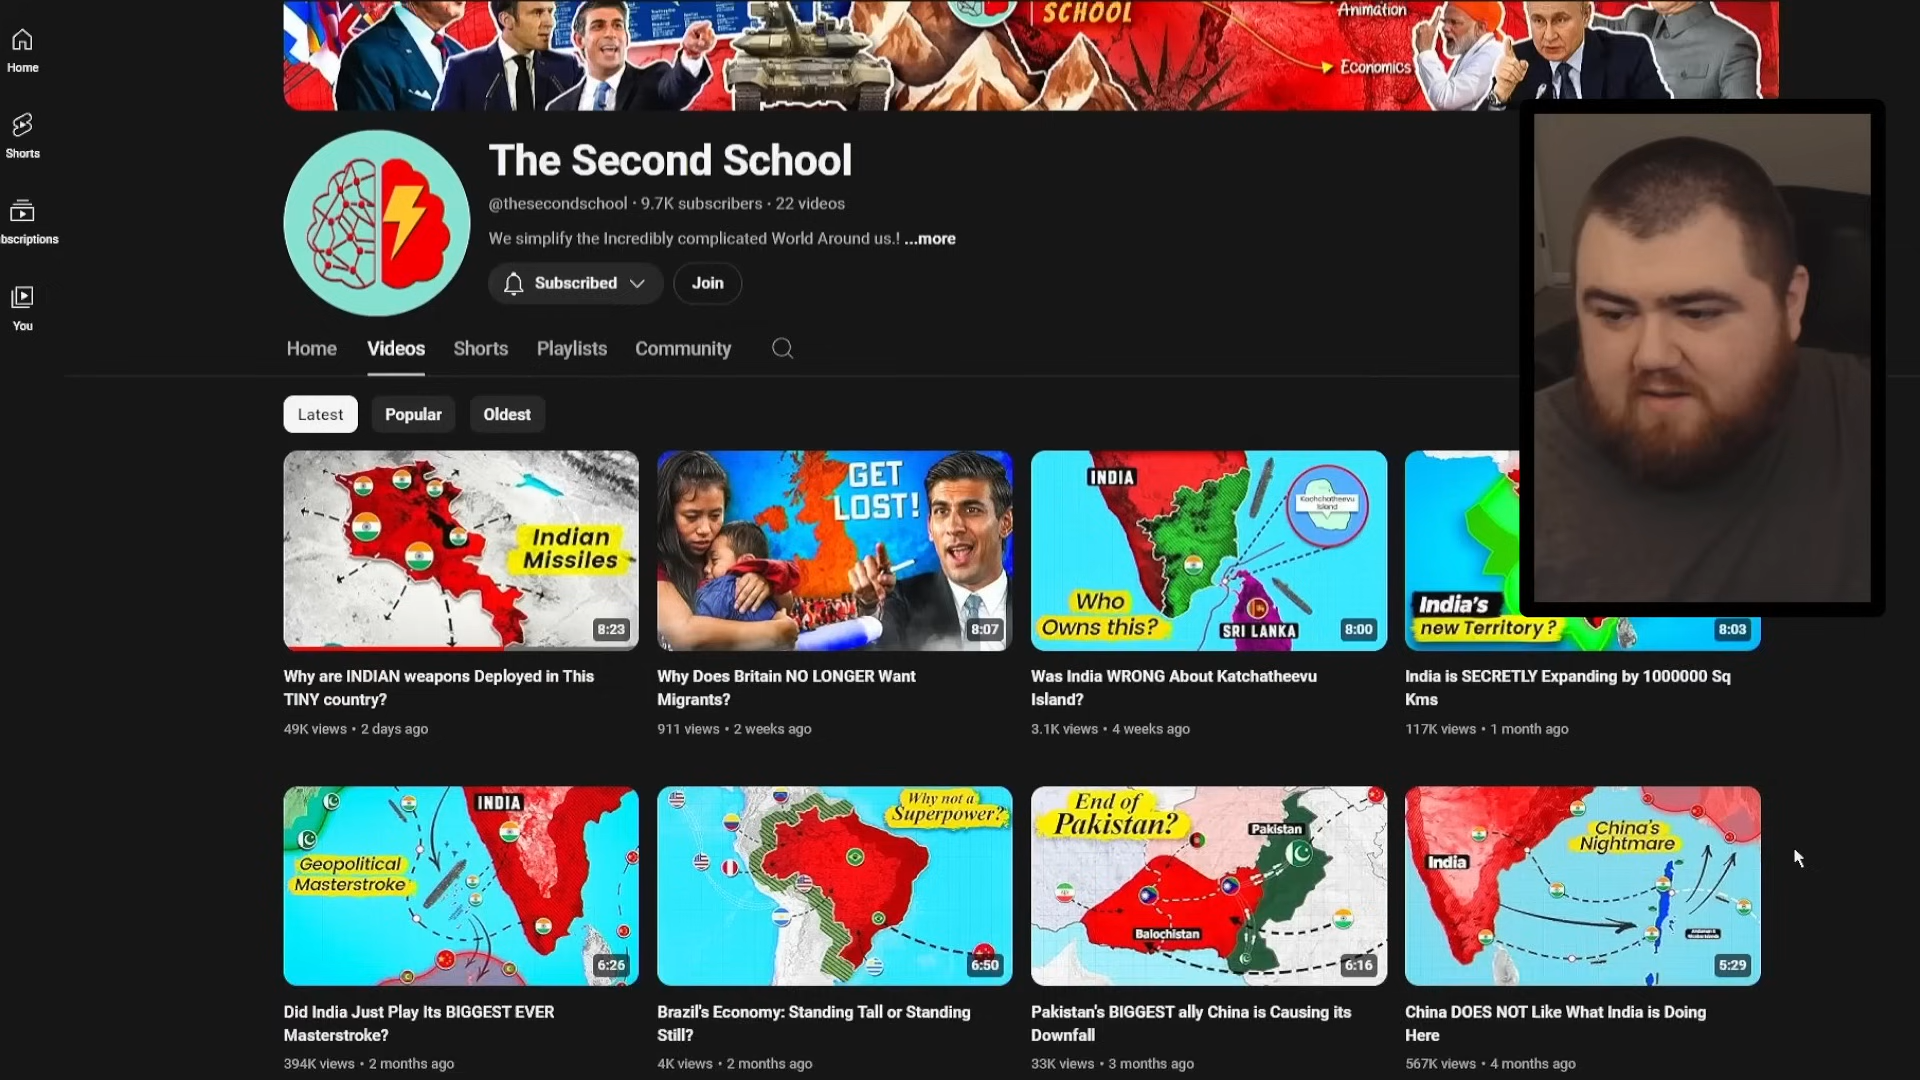 SCHOOL
Animation
Economics
Home
Shorts
bscriptions
You
The Second School
@thesecondschool • 9.7K subscribers • 22 videos
We simplify the Incredibly complicated World Around us.! ...more
Subscribed
Join
Home
Videos
Shorts
Playlists
Community
Latest
Popular
Oldest
Indian
Missiles
8:23
Why are INDIAN weapons Deployed in This
TINY country?
49K views • 2 days ago
GET
LOST!
8:07
Why Does Britain NO LONGER Want
Migrants?
911 views • 2 weeks ago
INDIA
Kachchatheevu
Island
Who
Owns this?
SRI LANKA
8:00
Was India WRONG About Katchatheevu
Island?
3.1K views • 4 weeks ago
India's
new Territory?
8:03
India is SECRETLY Expanding by 1000000 Sq
Kms
117K views • 1 month ago
INDIA
Geopolitical
Masterstroke
6:26
Did India Just Play Its BIGGEST EVER
Masterstroke?
394K views • 2 months ago
Why not a
Superpower?
6:50
Brazil's Economy: Standing Tall or Standing
Still?
4K views • 2 months ago
End of
Pakistan?
Pakistan
Balochistan
6:16
Pakistan's BIGGEST ally China is Causing its
Downfall
33K views • 3 months ago
China's
Nightmare
India
5:29
China DOES NOT Like What India is Doing
Here
567K views • 4 months ago